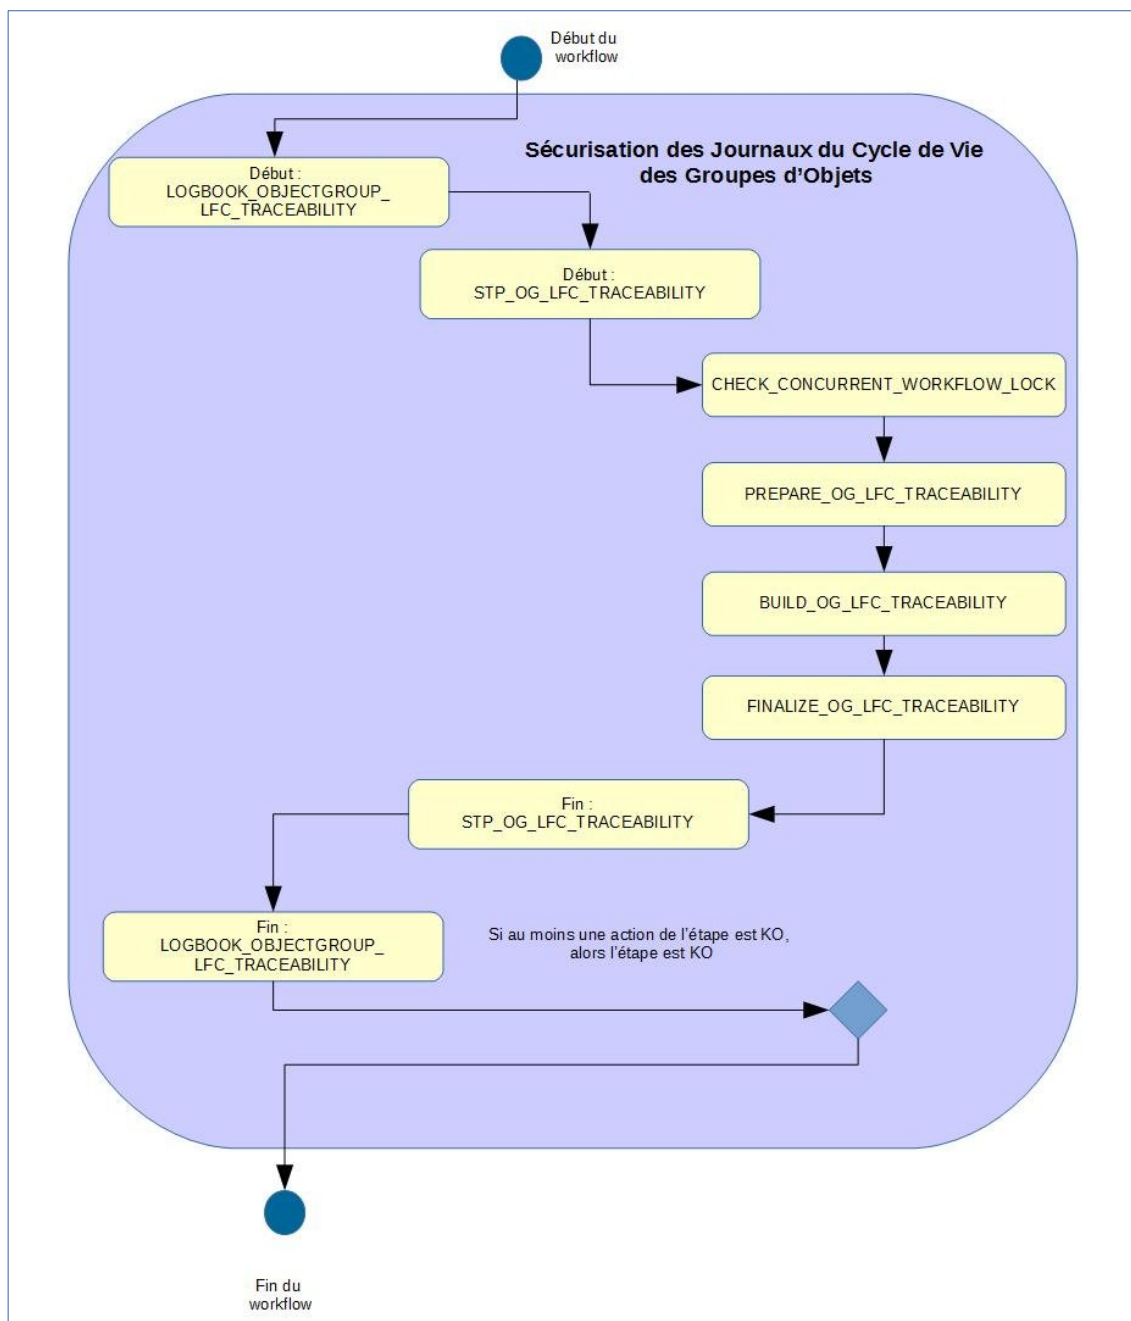 Début du
workflow
Sécurisation des Journaux du Cycle de Vie
des Groupes d’Objets
Début :
LOGBOOK_OBJECTGROUP_
LFC_TRACEABILITY
Début :
STP_OG_LFC_TRACEABILITY
CHECK_CONCURRENT_WORKFLOW_LOCK
PREPARE_OG_LFC_TRACEABILITY
BUILD_OG_LFC_TRACEABILITY
FINALIZE_OG_LFC_TRACEABILITY
Fin :
STP_OG_LFC_TRACEABILITY
Fin :
LOGBOOK_OBJECTGROUP_
LFC_TRACEABILITY
Si au moins une action de l’étape est KO,
alors l’étape est KO
Fin du
workflow